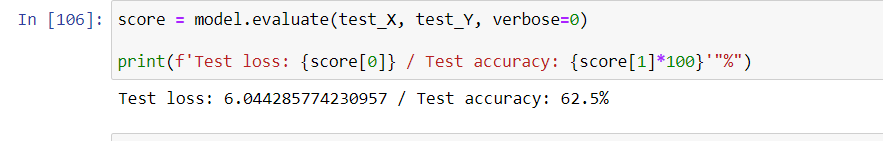 In [106]: score = model.evaluate(test_X, test_Y, verbose=0)
print(f'Test loss: {score[0]} / Test accuracy: {score[1]*100}'"%")
Test loss: 6.044285774230957 / Test accuracy: 62.5%